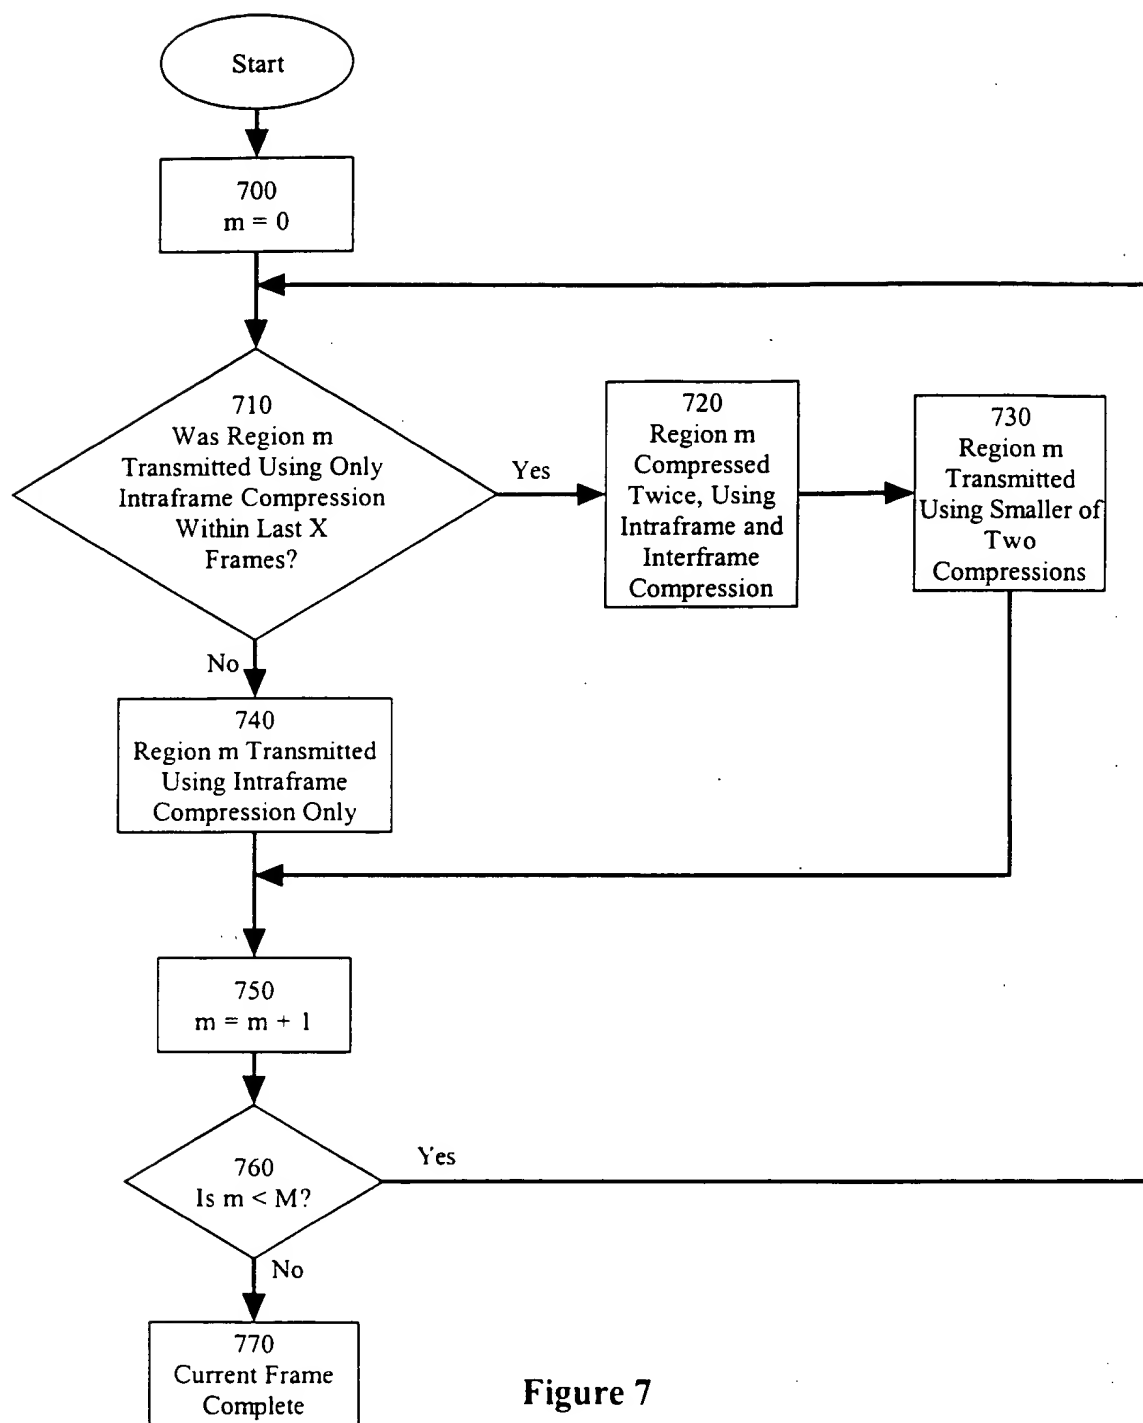 Start
700
m = 0
710
Was Region m
Transmitted Using Only
Intraframe Compression
Within Last X
Frames?
Yes
720
Region m
Compressed
Twice, Using
Intraframe and
Interframe
Compression
730
Region m
Transmitted
Using Smaller of
Two
Compressions
No
740
Region m Transmitted
Using Intraframe
Compression Only
750
m = m + 1
760
Is m < M?
Yes
No
770
Current Frame
Complete
Figure 7